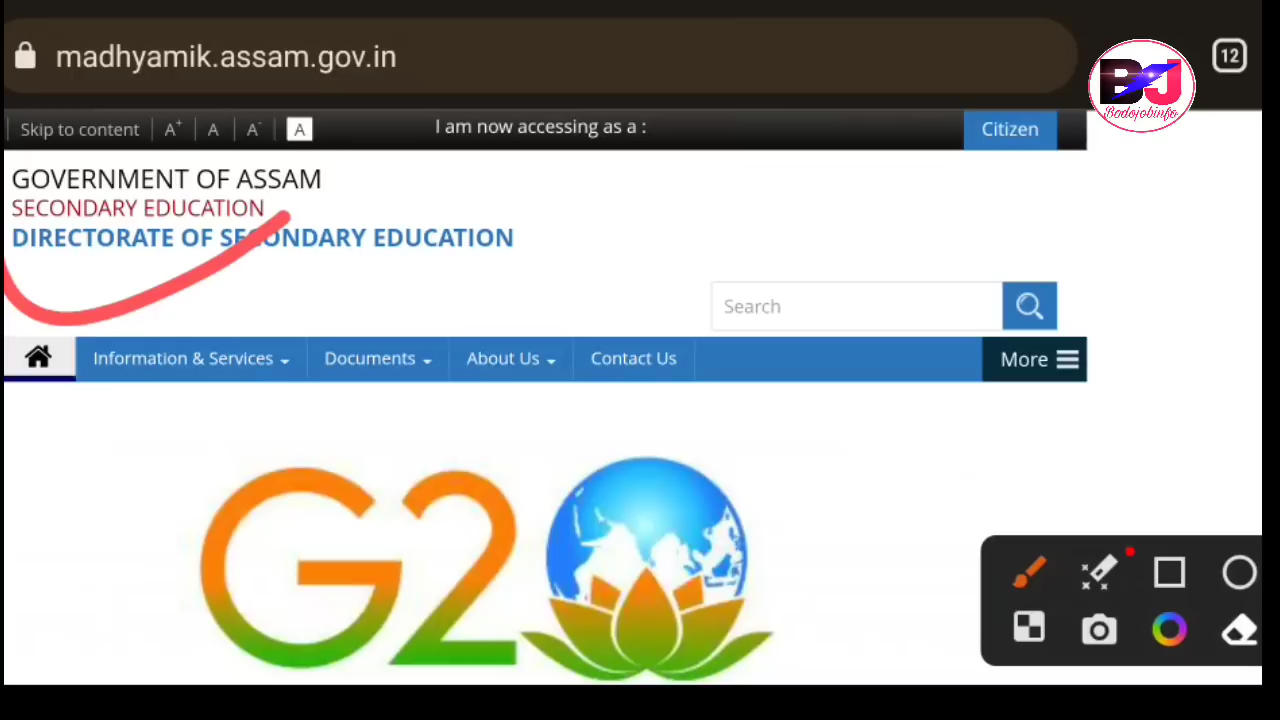 madhyamik.assam.gov.in
12
BJ
Bodojobinfo
Skip to content A+ A A- A I am now accessing as a : Citizen
GOVERNMENT OF ASSAM
SECONDARY EDUCATION
DIRECTORATE OF SECONDARY EDUCATION
Search
Information & Services Documents About Us Contact Us More
G20